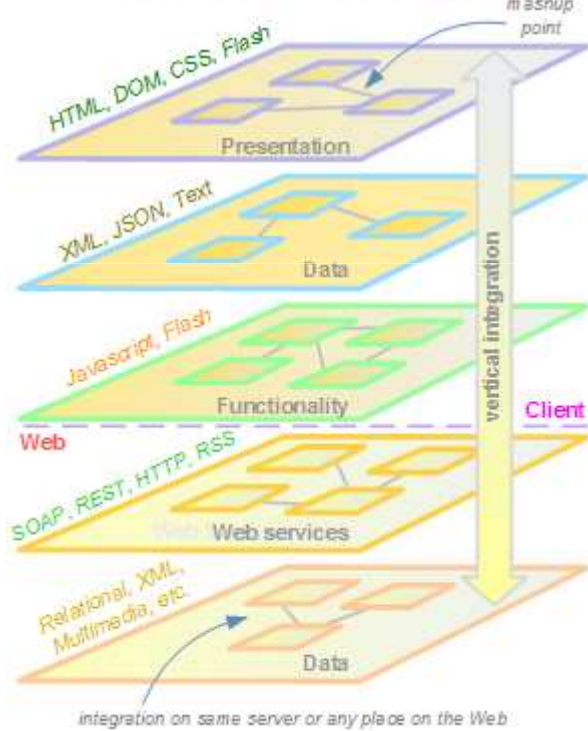 mashup
point
HTML, DOM, CSS, Flash
Presentation
XML, JSON, Text
Data
Javascript, Flash
Functionality
vertical integration
Client
Web
SOAP, REST, HTTP, RSS
Web services
Relational, XML,
Multimedia, etc.
Data
integration on same server or any place on the Web